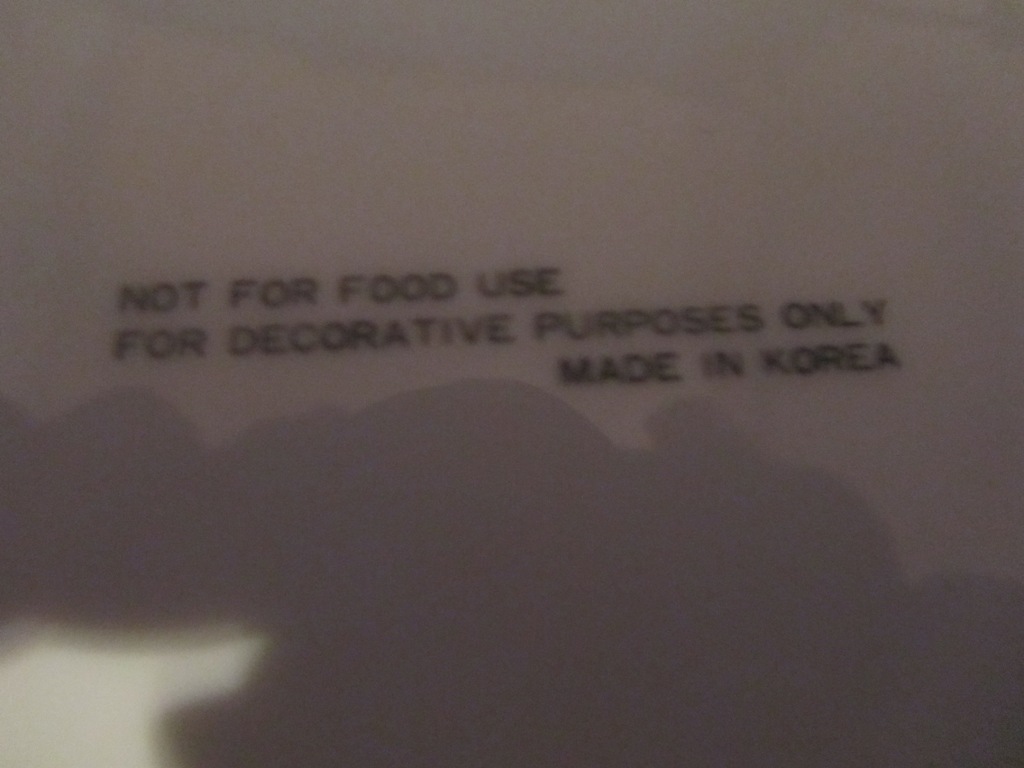 NOT FOR FOOD USE
FOR DECORATIVE PURPOSES ONLY
MADE IN KOREA